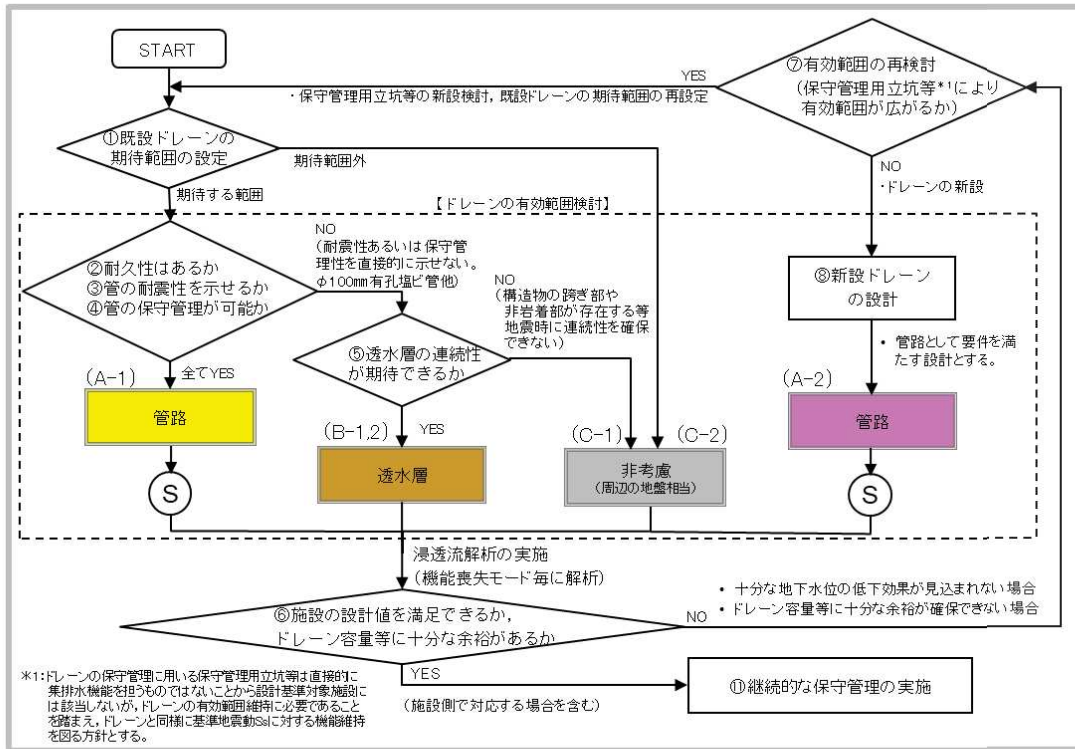 START
YES
・保守管理用立坑等の新設検討，既設ドレーンの期待範囲の再設定
⑦有効範囲の再検討
（保守管理用立坑等*1により
有効範囲が広がるか）
①既設ドレーンの
期待範囲の設定
期待範囲外
期待する範囲
NO
・ドレーンの新設
【ドレーンの有効範囲検討】
②耐久性はあるか
③管の耐震性を示せるか
④管の保守管理が可能か
NO
（耐震性あるいは保守管
理性を直接的に示せない。
φ100mm有孔塩ビ管他）
NO
（構造物の跨ぎ部や
非岩着部が存在する等
地震時に連続性を確保
できない）
⑧新設ドレーン
の設計
• 管路として要件を満
たす設計とする。
⑤透水層の連続性
が期待できるか
(A-1)
全てYES
管路
(B-1,2)
YES
透水層
(C-1)
(C-2)
非考慮
（周辺の地盤相当）
(A-2)
管路
S
S
浸透流解析の実施
（機能喪失モード毎に解析）
⑥施設の設計値を満足できるか，
ドレーン容量等に十分な余裕があるか
NO
• 十分な地下水位の低下効果が見込まれない場合
• ドレーン容量等に十分な余裕が確保できない場合
YES
（施設側で対応する場合を含む）
⑪継続的な保守管理の実施
*1:ドレーンの保守管理に用いる保守管理用立坑等は直接的に
集排水機能を担うものではないことから設計基準対象施設に
は該当しないが，ドレーンの有効範囲維持に必要であること
を踏まえ，ドレーンと同様に基準地震動Ssに対する機能維持
を図る方針とする。